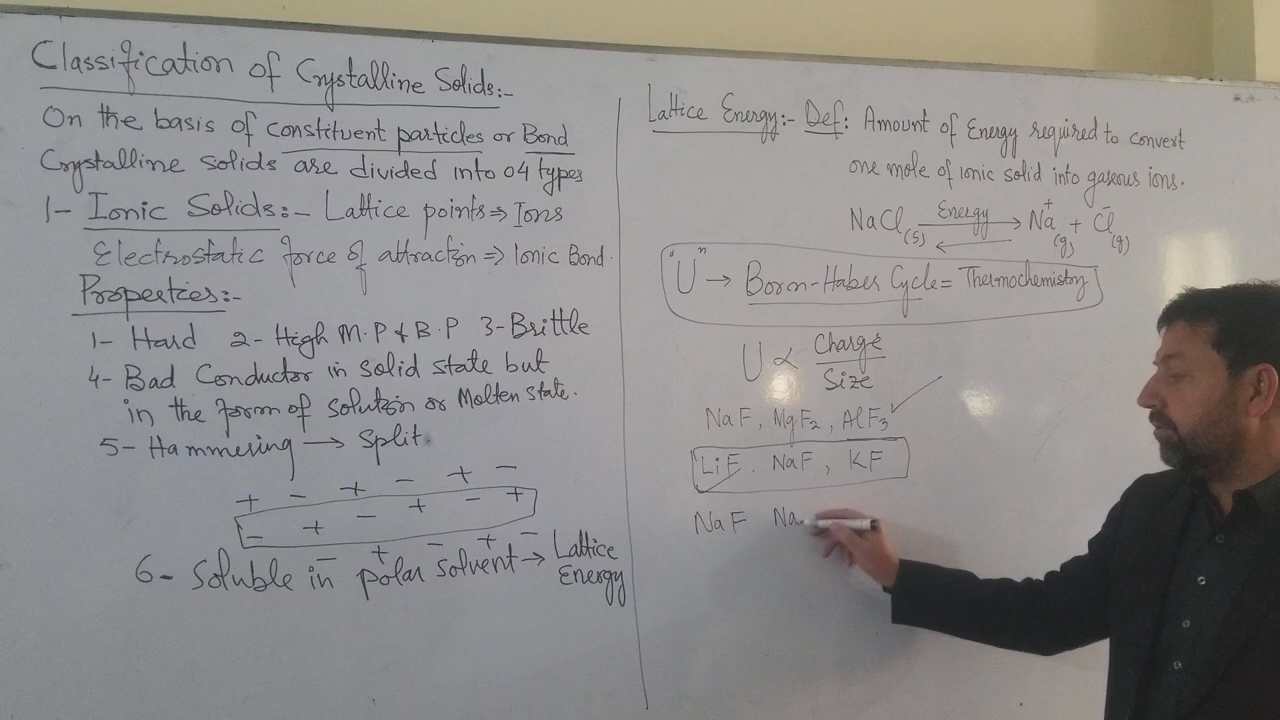 Classification of Crystalline Solids:-
On the basis of constituent particles or Bond
Crystalline solids are divided into 04 types
1- Ionic Solids:- Lattice points ⇒ Ions
Electrostatic force of attraction ⇒ Ionic Bond.
Properties:-
1- Hard 2- High M.P & B.P 3- Brittle
4- Bad Conductor in solid state but
in the form of solution or Molten state.
5- Hammering → Split.
+ - + - + -
- + - + - +
- + - + -
6- Soluble in polar solvent → Lattice
Energy
Lattice Energy:- Def: Amount of Energy required to convert
one mole of ionic solid into gaseous ions.
NaCl(s) Energy → Na+(g) + Cl-(g)
"U" → Born-Haber Cycle = Thermochemistry
U ∝ Charge
Size
NaF, MgF2, AlF3 ✓
LiF. NaF, KF
NaF Na